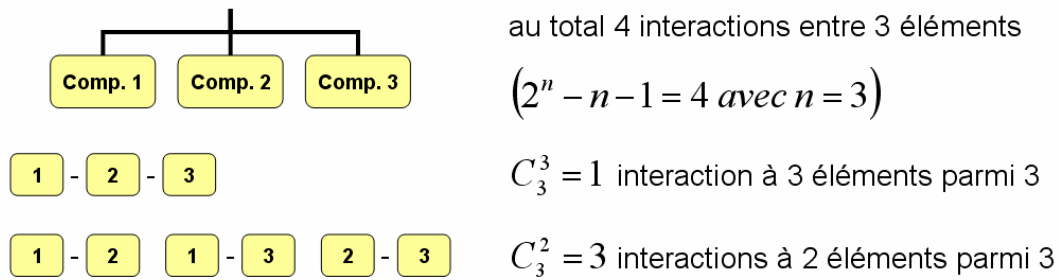 au total 4 interactions entre 3 éléments
Comp. 1 Comp. 2 Comp. 3
(2^n − n − 1 = 4 avec n = 3)
1 - 2 - 3
C_3^3 = 1 interaction à 3 éléments parmi 3
1 - 2 1 - 3 2 - 3
C_3^2 = 3 interactions à 2 éléments parmi 3